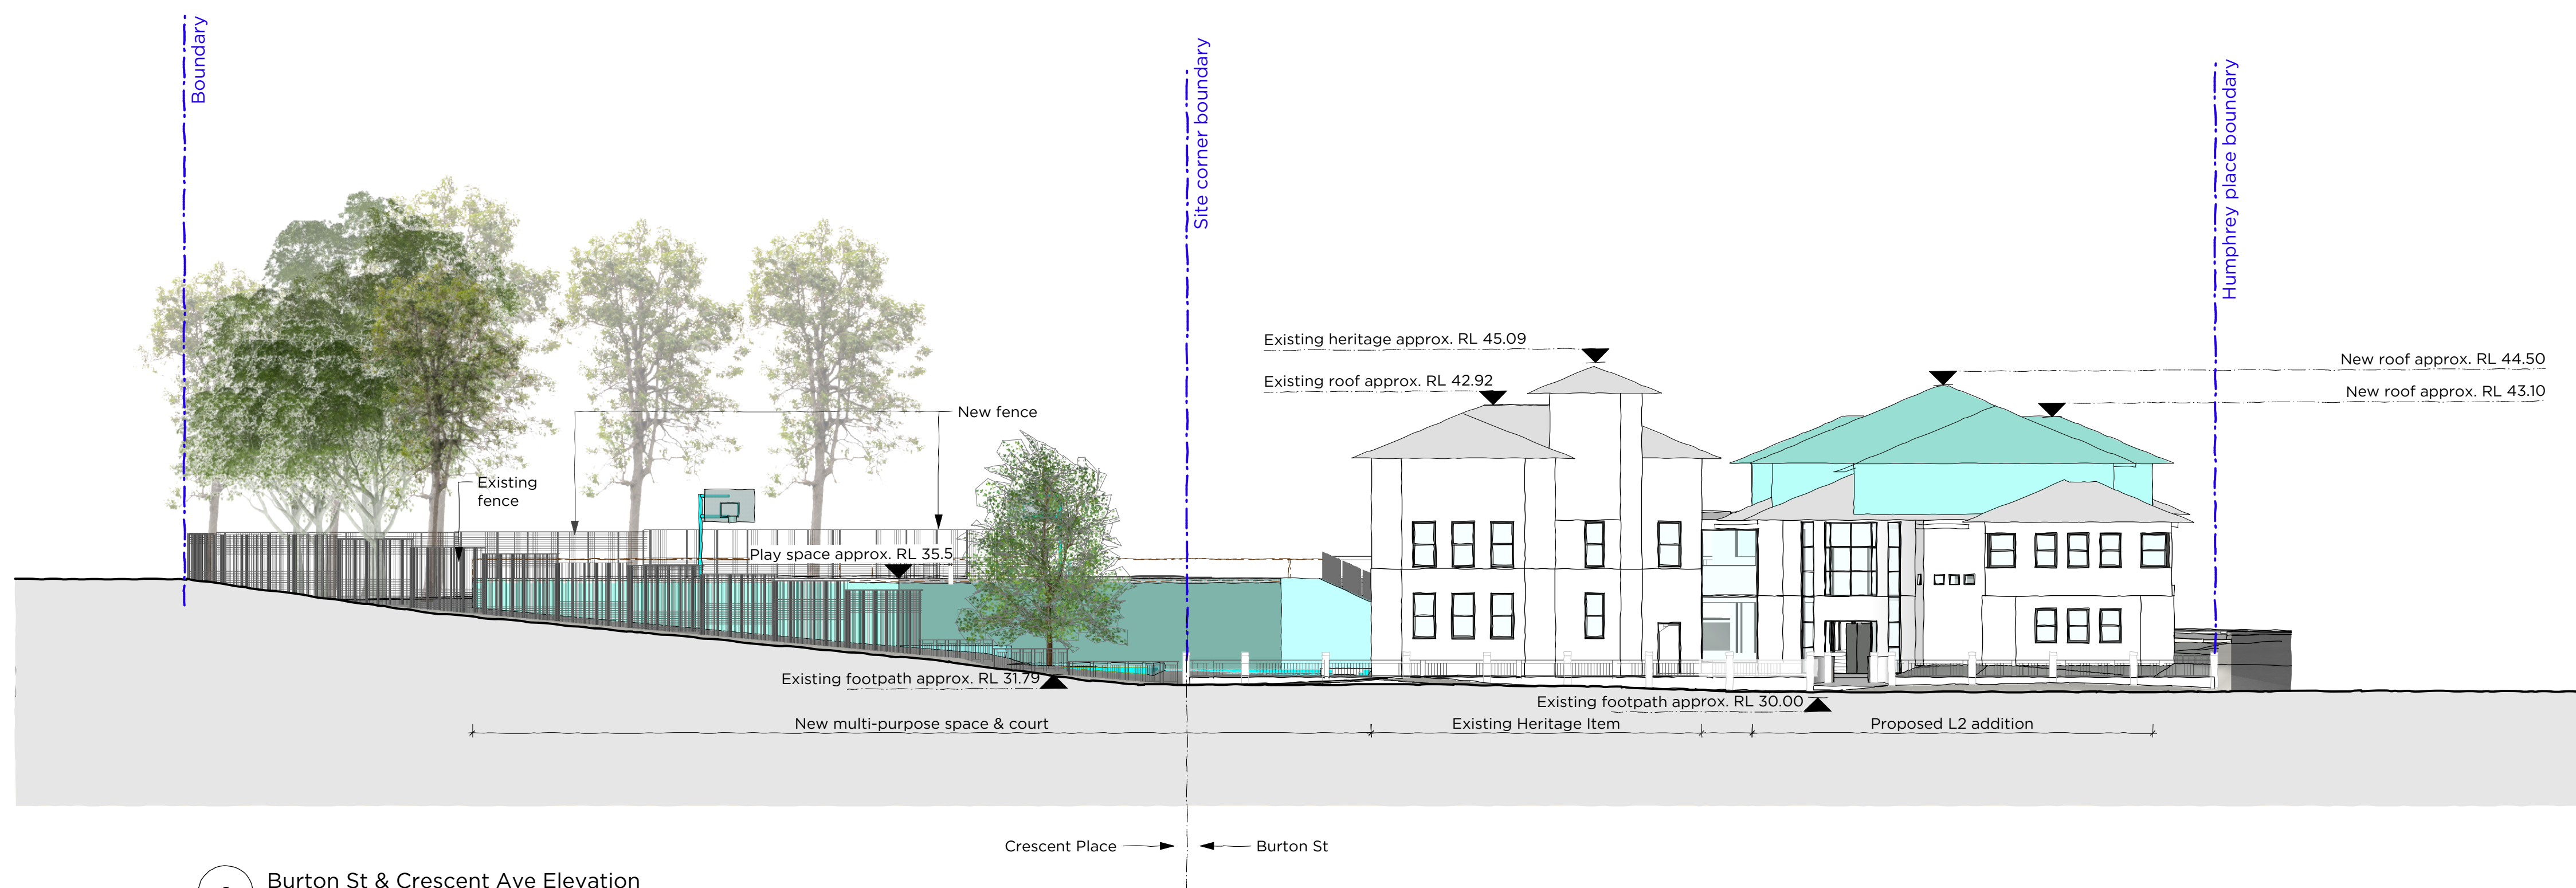 Boundary
Site corner boundary
Humphrey place boundary
Existing heritage approx. RL 45.09
Existing roof approx. RL 42.92
New roof approx. RL 44.50
New roof approx. RL 43.10
New fence
Existing
fence
Play space approx. RL 35.5
Existing footpath approx. RL 31.79
Existing footpath approx. RL 30.00
New multi-purpose space & court
Existing Heritage Item
Proposed L2 addition
Crescent Place
Burton St
Burton St & Crescent Ave Elevation